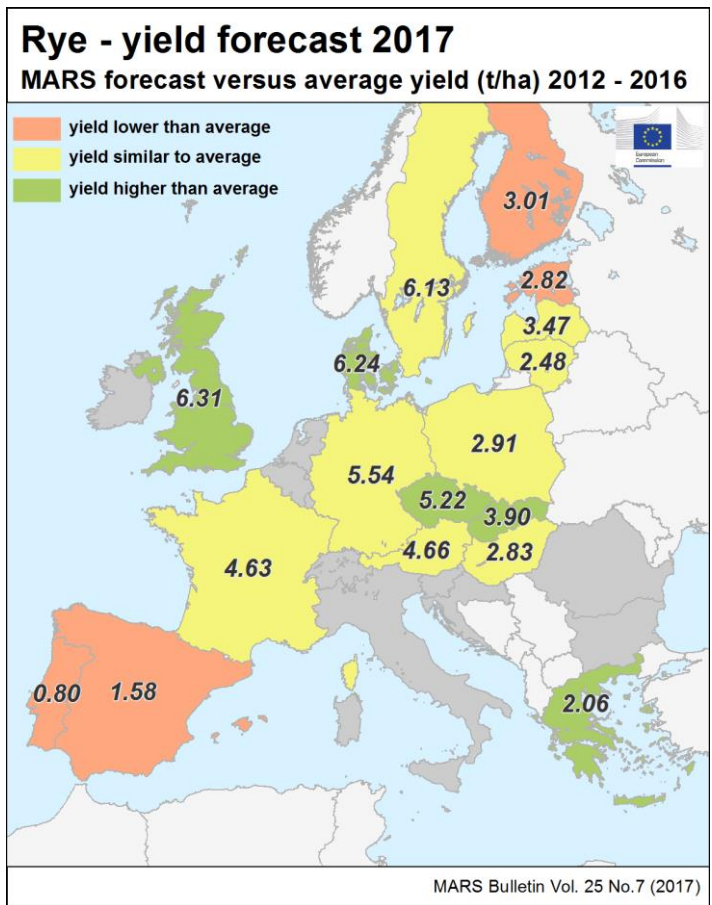 Rye - yield forecast 2017
MARS forecast versus average yield (t/ha) 2012 - 2016
yield lower than average
yield similar to average
yield higher than average
European
Commission
3.01
2.82
6.13
3.47
2.48
6.24
6.31
2.91
5.54
5.22
3.90
4.66
2.83
4.63
0.80
1.58
2.06
MARS Bulletin Vol. 25 No.7 (2017)